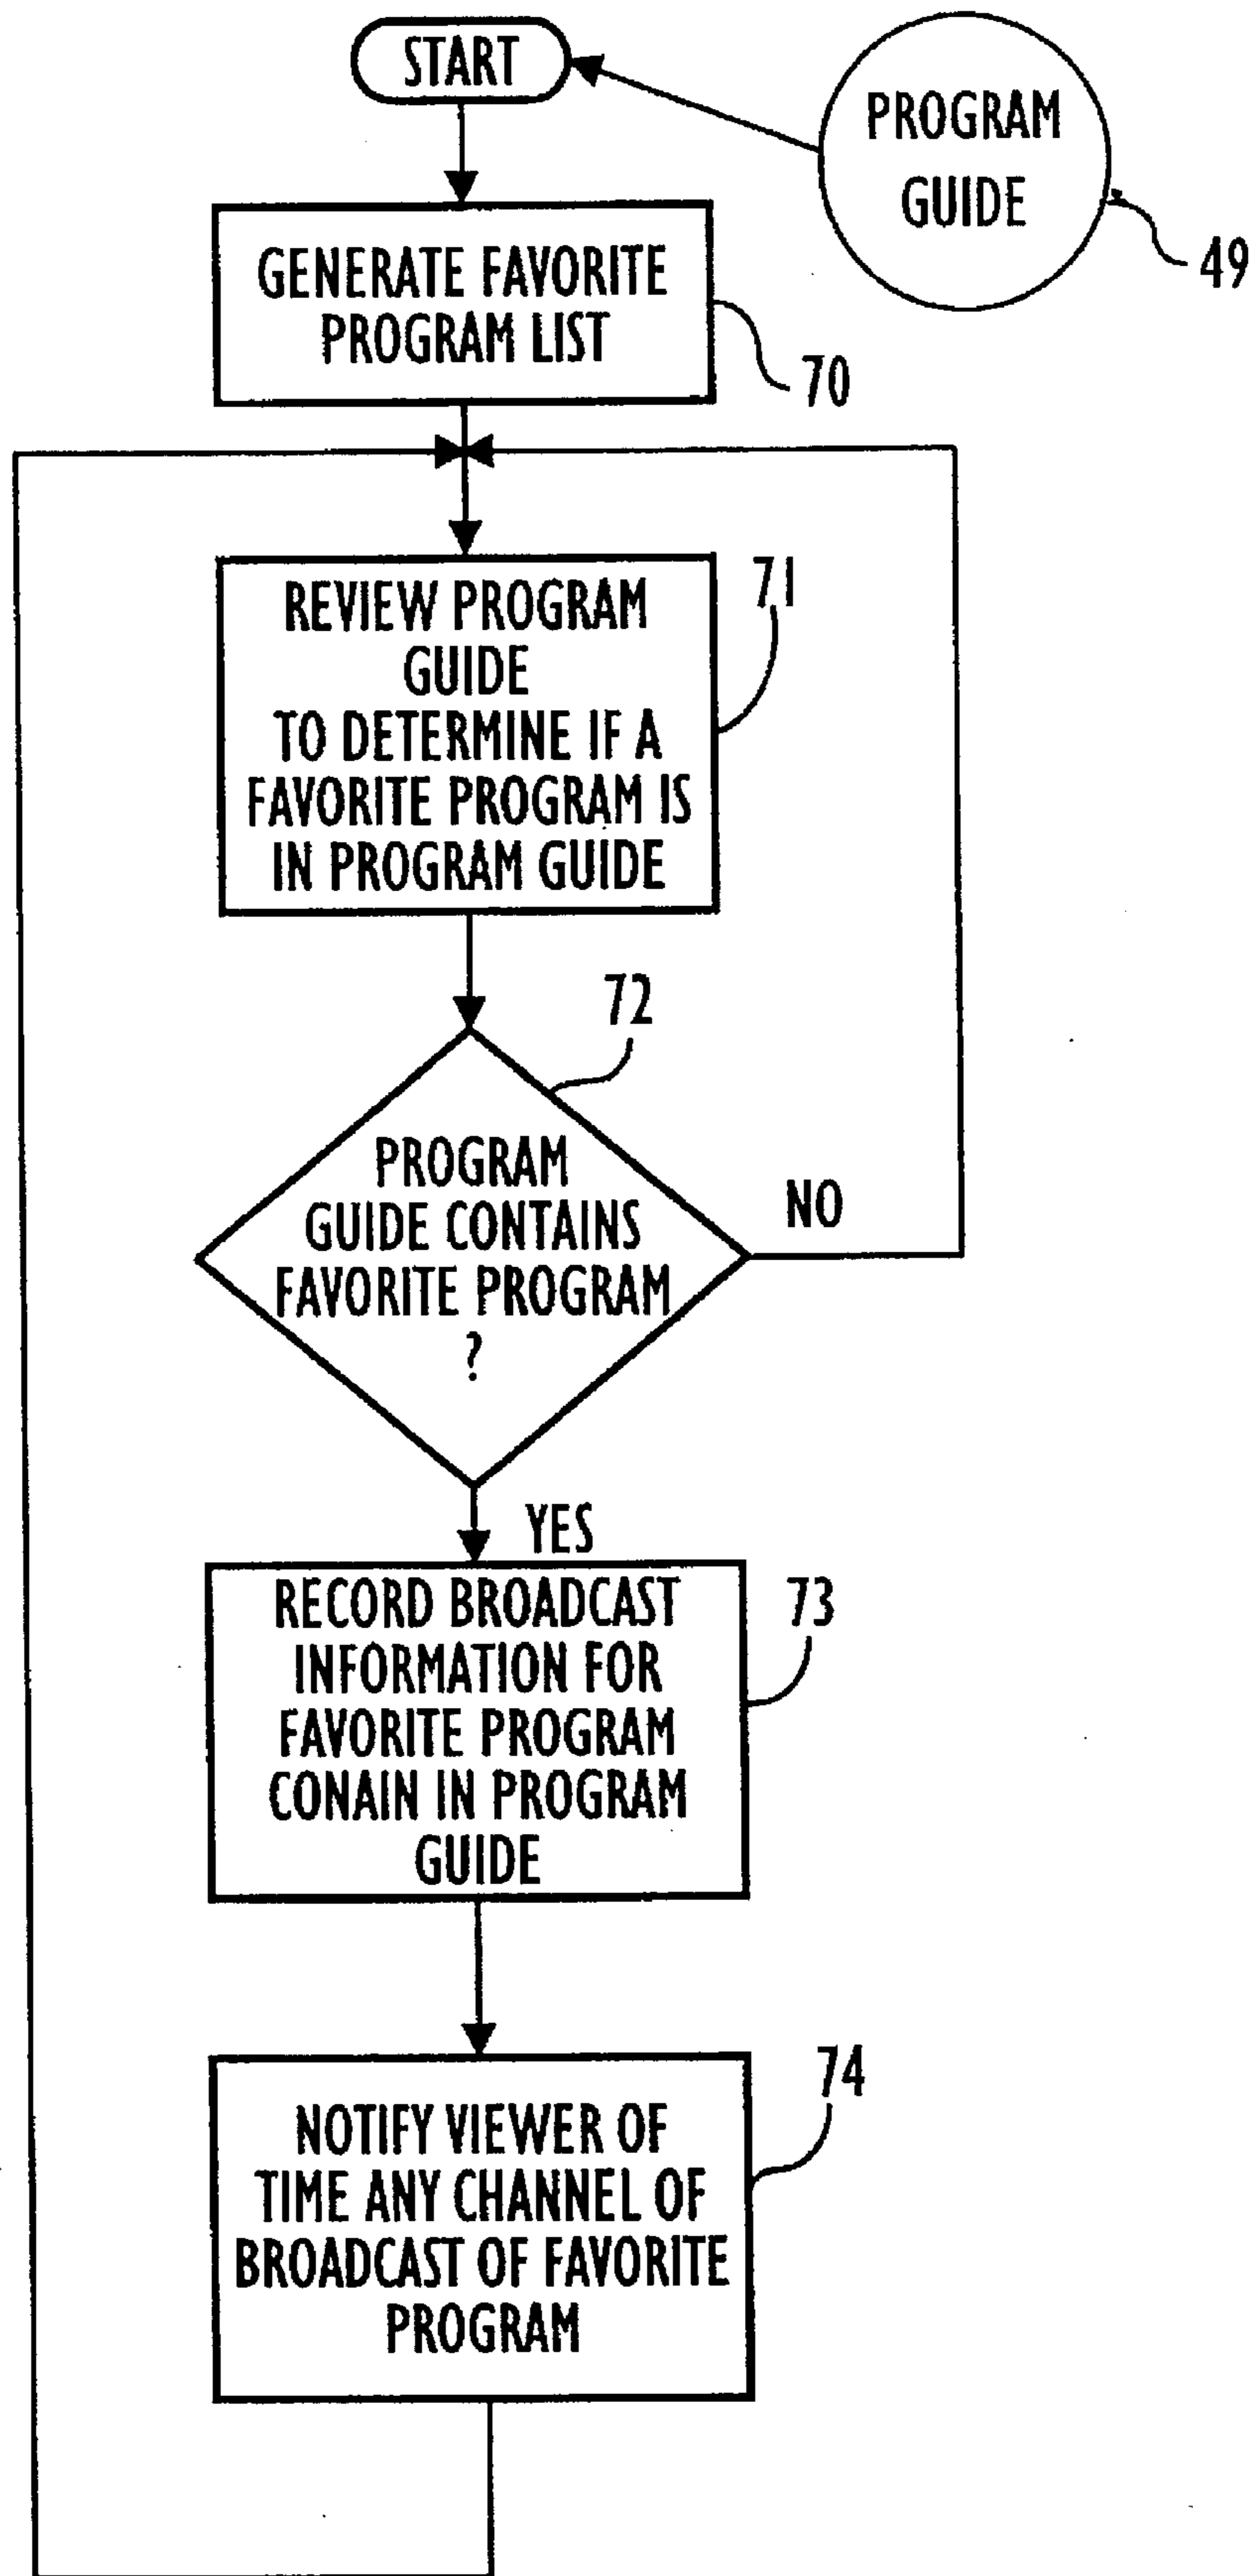 START
PROGRAM
GUIDE
49
GENERATE FAVORITE
PROGRAM LIST
70
REVIEW PROGRAM
GUIDE
TO DETERMINE IF A
FAVORITE PROGRAM IS
IN PROGRAM GUIDE
71
72
PROGRAM
GUIDE CONTAINS
FAVORITE PROGRAM
?
NO
YES
RECORD BROADCAST
INFORMATION FOR
FAVORITE PROGRAM
CONAIN IN PROGRAM
GUIDE
73
NOTIFY VIEWER OF
TIME ANY CHANNEL OF
BROADCAST OF FAVORITE
PROGRAM
74